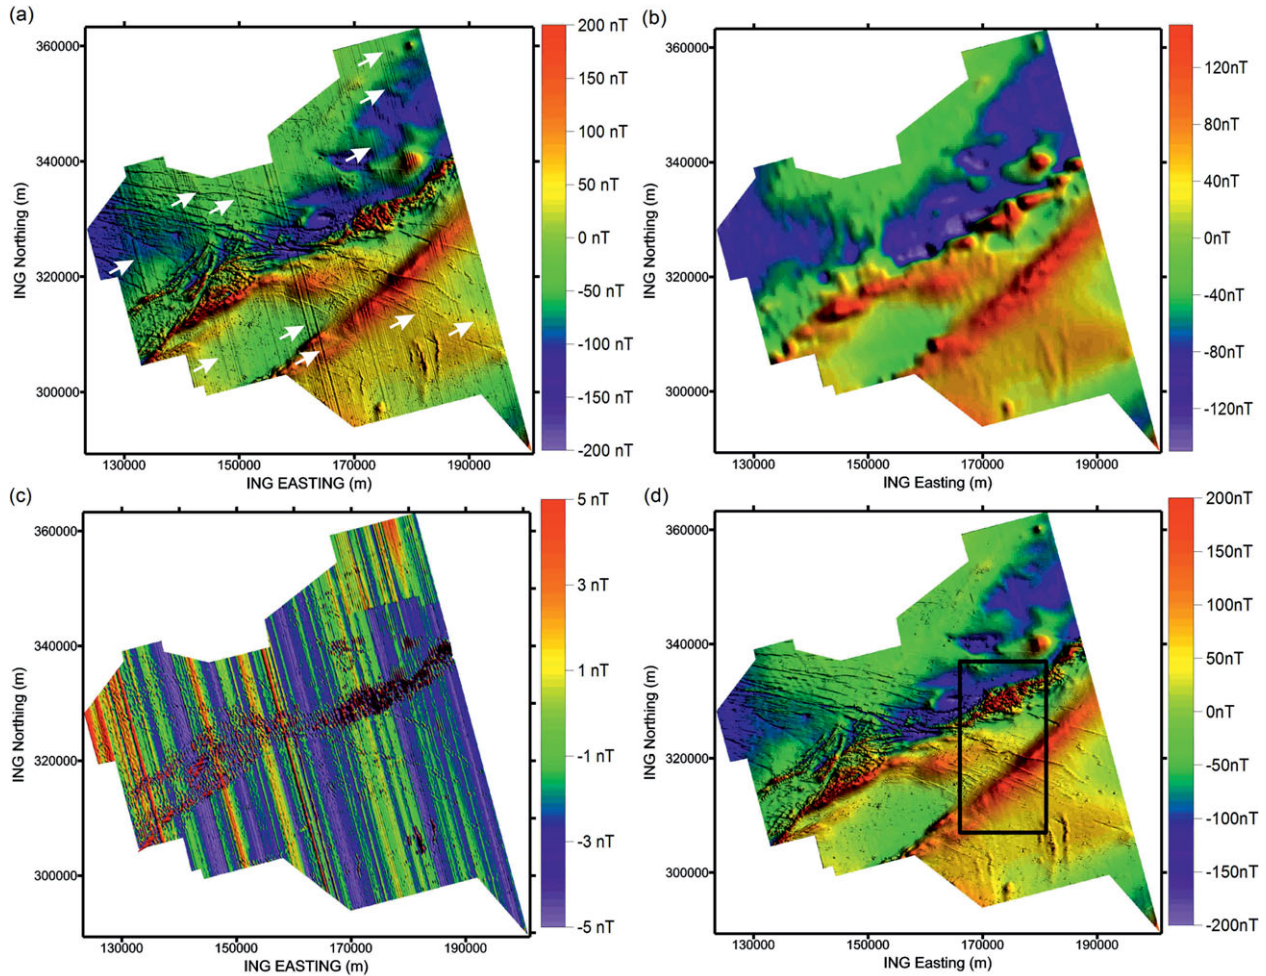 (a)
360000
340000
320000
300000
ING Northing (m)
130000 150000 170000 190000
ING EASTING (m)
200 nT
150 nT
100 nT
50 nT
0 nT
-50 nT
-100 nT
-150 nT
-200 nT
(b)
360000
340000
320000
300000
ING Northing (m)
130000 150000 170000 190000
ING Easting (m)
120nT
80nT
40nT
0nT
-40nT
-80nT
-120nT
(c)
360000
340000
320000
300000
ING Northing (m)
130000 150000 170000 190000
ING EASTING (m)
5 nT
3 nT
1 nT
-1 nT
-3 nT
-5 nT
(d)
360000
340000
320000
300000
ING Northing (m)
130000 150000 170000 190000
ING EASTING (m)
200nT
150nT
100nT
50nT
0nT
-50nT
-100nT
-150nT
-200nT